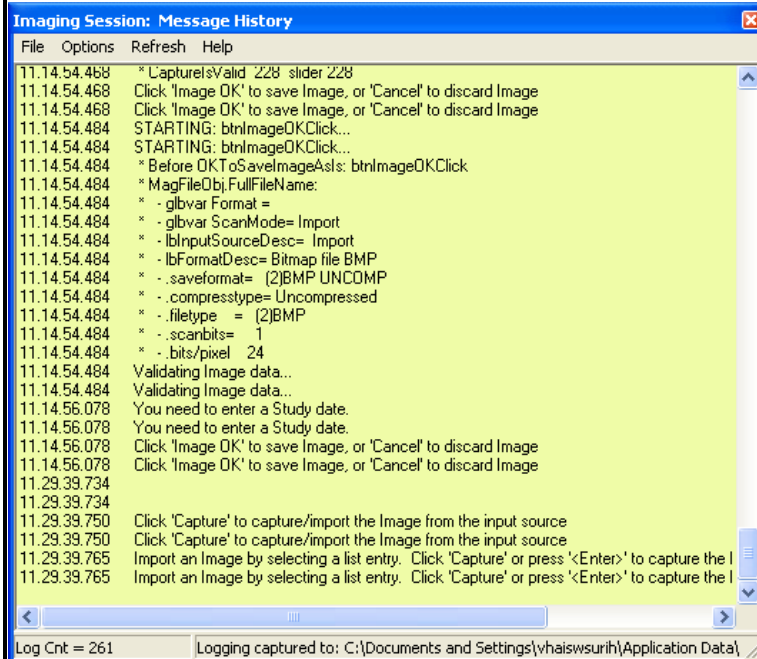 Imaging Session: Message History
File Options Refresh Help
11.14.54.468 * CaptureIsValid 228 slider 228
11.14.54.468 Click 'Image OK' to save Image, or 'Cancel' to discard Image
11.14.54.468 Click 'Image OK' to save Image, or 'Cancel' to discard Image
11.14.54.484 STARTING: btnImageOKClick...
11.14.54.484 STARTING: btnImageOKClick...
11.14.54.484 * Before OKToSaveImageAsIs: btnImageOKClick
11.14.54.484 * MagFileObj.FullFileName:
11.14.54.484 * - glbvar Format =
11.14.54.484 * - glbvar ScanMode= Import
11.14.54.484 * - lbInputSourceDesc= Import
11.14.54.484 * - lbFormatDesc= Bitmap file BMP
11.14.54.484 * - .saveformat= (2)BMP UNCOMP
11.14.54.484 * - .compresstype= Uncompressed
11.14.54.484 * - .filetype = (2)BMP
11.14.54.484 * - .scanbits= 1
11.14.54.484 * - .bits/pixel 24
11.14.54.484 Validating Image data...
11.14.54.484 Validating Image data...
11.14.56.078 You need to enter a Study date.
11.14.56.078 You need to enter a Study date.
11.14.56.078 Click 'Image OK' to save Image, or 'Cancel' to discard Image
11.14.56.078 Click 'Image OK' to save Image, or 'Cancel' to discard Image
11.29.39.734
11.29.39.734
11.29.39.750 Click 'Capture' to capture/import the Image from the input source
11.29.39.750 Click 'Capture' to capture/import the Image from the input source
11.29.39.765 Import an Image by selecting a list entry. Click 'Capture' or press '<Enter>' to capture the I
11.29.39.765 Import an Image by selecting a list entry. Click 'Capture' or press '<Enter>' to capture the I
Log Cnt = 261 Logging captured to: C:\Documents and Settings\vhaiswsurih\Application Data\